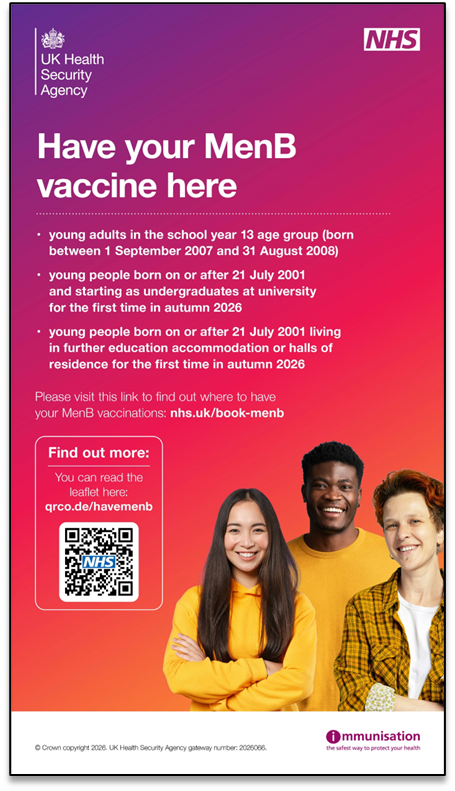 UK Health
Security
Agency
NHS
Have your MenB
vaccine here
• young adults in the school year 13 age group (born
between 1 September 2007 and 31 August 2008)
• young people born on or after 21 July 2001
and starting as undergraduates at university
for the first time in autumn 2026
• young people born on or after 21 July 2001 living
in further education accommodation or halls of
residence for the first time in autumn 2026
Please visit this link to find out where to have
your MenB vaccinations: nhs.uk/book-menb
Find out more:
You can read the
leaflet here:
qrco.de/havemenb
NHS
© Crown copyright 2026. UK Health Security Agency gateway number: 2026066.
immunisation
the safest way to protect your health